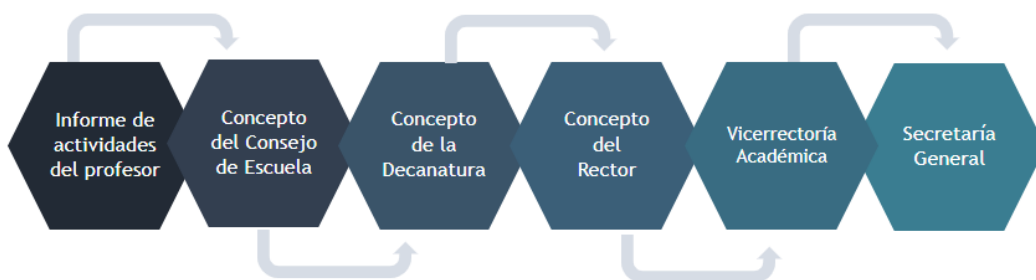 Informe de
actividades
del profesor
Concepto
del Consejo
de Escuela
Concepto
de la
Decanatura
Concepto
del
Rector
Vicerrectoría
Académica
Secretaría
General